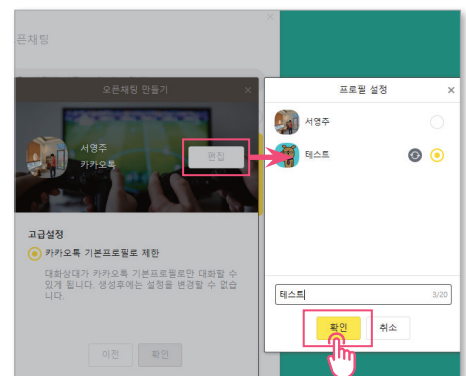 픈채팅
오픈채팅 만들기
서영주
카카오톡
편집
고급설정
카카오톡 기본프로필로 제한
대화상대가 카카오톡 기본프로필로만 대화할 수
있게 됩니다. 생성후에는 설정을 변경할 수 없습
니다.
이전 확인
프로필 설정
서영주
테스트
테스트 3/20
확인 취소